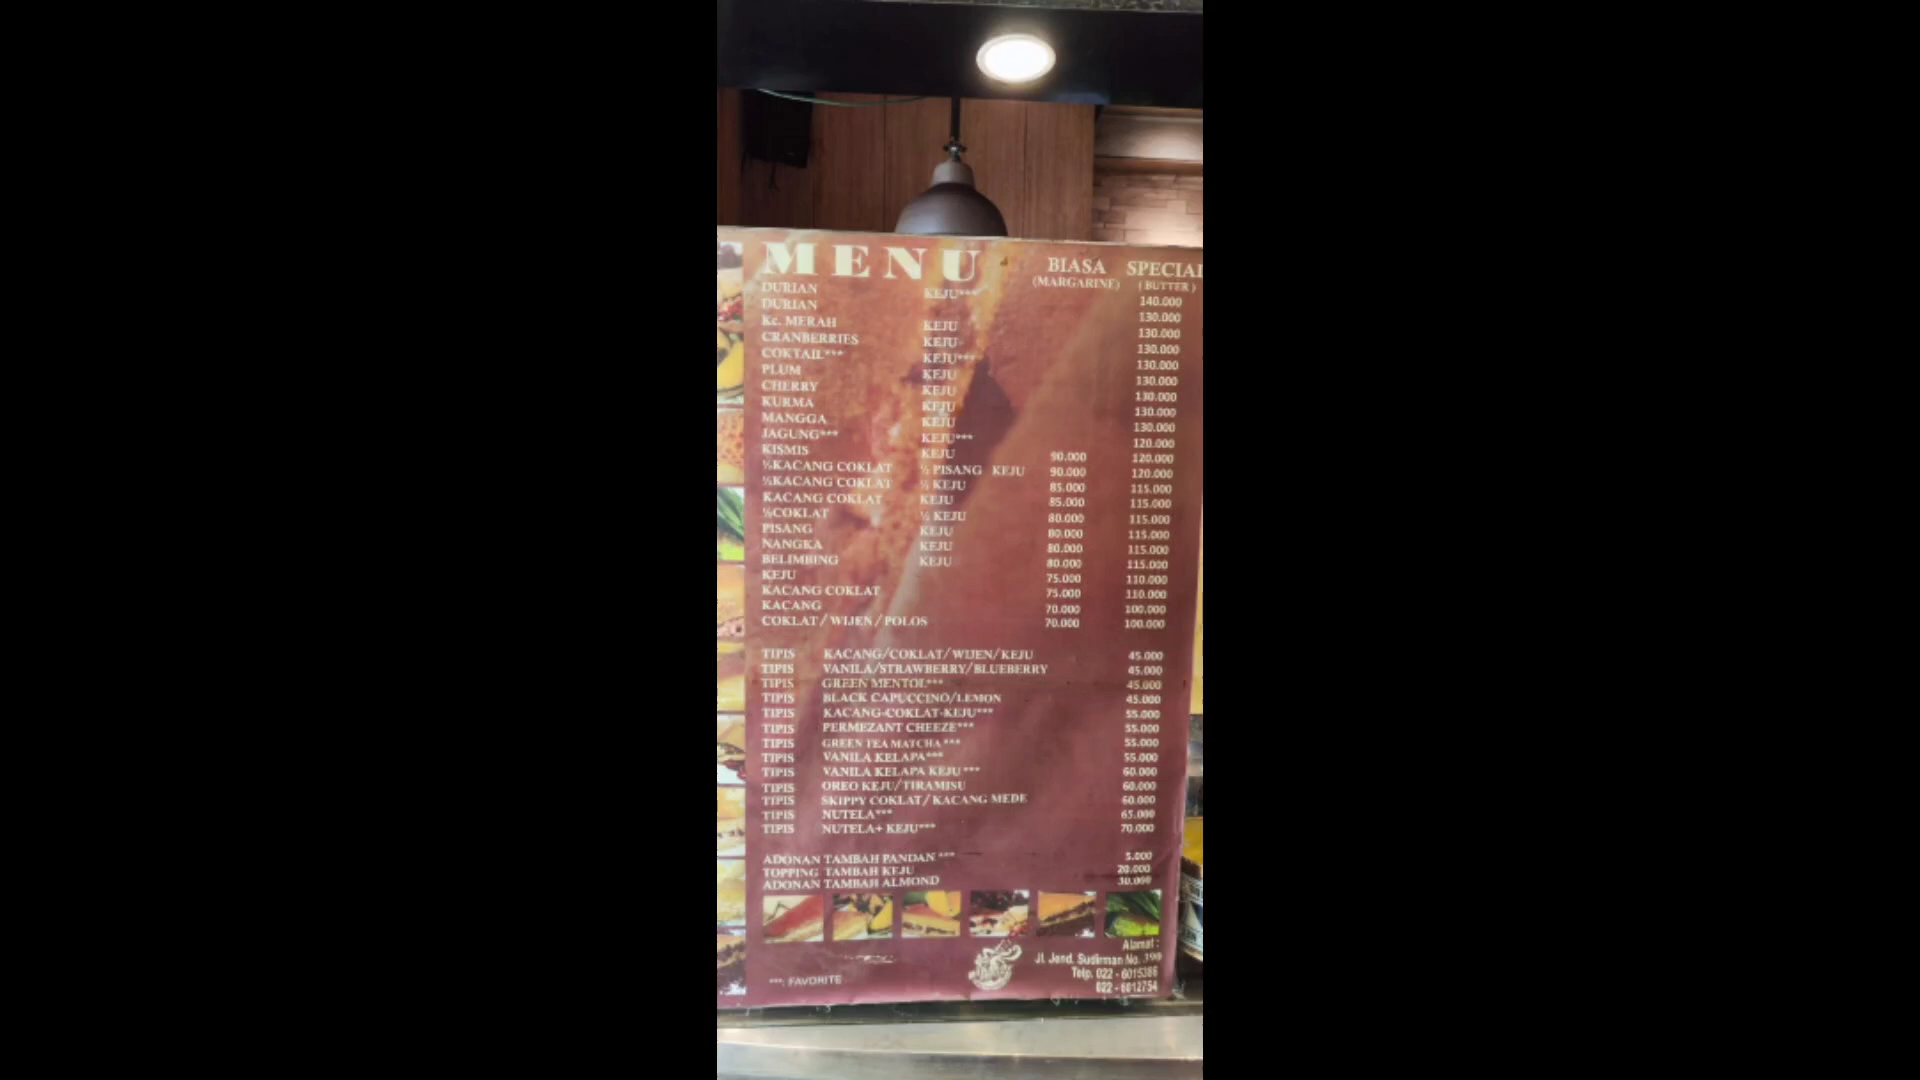 MENU BIASA SPECIAL
(MARGARINE) (BUTTER)
DURIAN KEJU*** 140.000
DURIAN 130.000
Kc. MERAH KEJU 130.000
CRANBERRIES KEJU 130.000
COKTAIL*** KEJU*** 130.000
PLUM KEJU 130.000
CHERRY KEJU 130.000
KURMA KEJU 130.000
MANGGA KEJU 130.000
JAGUNG*** KEJU*** 120.000
KISMIS KEJU 90.000 120.000
½KACANG COKLAT ½ PISANG KEJU 90.000 120.000
½KACANG COKLAT ½ KEJU 85.000 115.000
KACANG COKLAT KEJU 85.000 115.000
½COKLAT ½ KEJU 80.000 115.000
PISANG KEJU 80.000 115.000
NANGKA KEJU 80.000 115.000
BELIMBING KEJU 80.000 115.000
KEJU 75.000 110.000
KACANG COKLAT 75.000 110.000
KACANG 70.000 100.000
COKLAT/WIJEN/POLOS 70.000 100.000
TIPIS KACANG/COKLAT/WIJEN/KEJU 45.000
TIPIS VANILA/STRAWBERRY/BLUEBERRY 45.000
TIPIS GREEN MENTOL*** 45.000
TIPIS BLACK CAPUCCINO/LEMON 45.000
TIPIS KACANG-COKLAT-KEJU*** 55.000
TIPIS PERMEZANT CHEEZE*** 55.000
TIPIS GREEN TEA MATCHA *** 55.000
TIPIS VANILA KELAPA*** 55.000
TIPIS VANILA KELAPA KEJU *** 60.000
TIPIS OREO KEJU/TIRAMISU 60.000
TIPIS SKIPPY COKLAT/KACANG MEDE 60.000
TIPIS NUTELA*** 65.000
TIPIS NUTELA+ KEJU*** 70.000
ADONAN TAMBAH PANDAN *** 5.000
TOPPING TAMBAH KEJU 20.000
ADONAN TAMBAH ALMOND 30.000
Alamat :
Jl. Jend. Sudirman No. 390
Telp. 022 - 6015386
022 - 6012754
***: FAVORITE